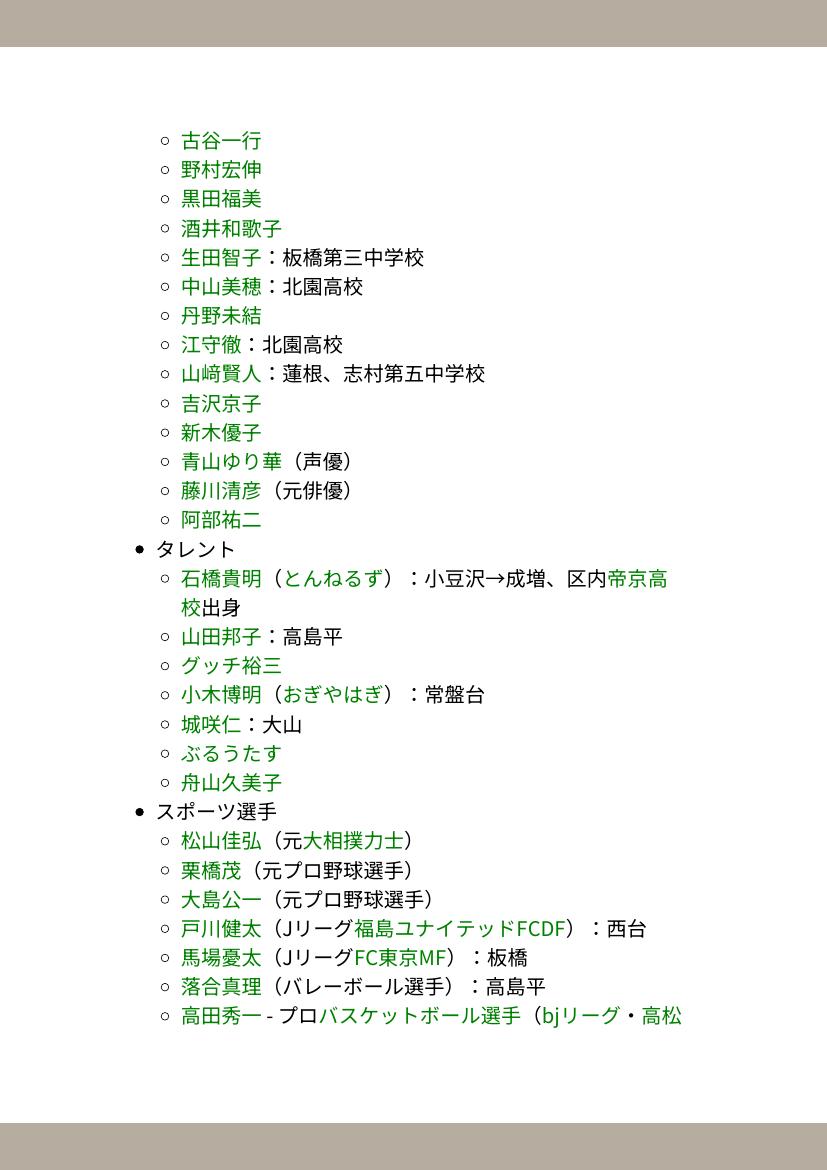 古谷一行
野村宏伸
黒田福美
酒井和歌子
生田智子：板橋第三中学校
中山美穂：北園高校
丹野未結
江守徹：北園高校
山﨑賢人：蓮根、志村第五中学校
吉沢京子
新木優子
青山ゆり華（声優）
藤川清彦（元俳優）
阿部祐二
タレント
石橋貴明（とんねるず）：小豆沢→成増、区内帝京高
校出身
山田邦子：高島平
グッチ裕三
小木博明（おぎやはぎ）：常盤台
城咲仁：大山
ぶるうたす
舟山久美子
スポーツ選手
松山佳弘（元大相撲力士）
栗橋茂（元プロ野球選手）
大島公一（元プロ野球選手）
戸川健太（Jリーグ福島ユナイテッドFCDF）：西台
馬場憂太（JリーグFC東京MF）：板橋
落合真理（バレーボール選手）：高島平
高田秀一 - プロバスケットボール選手（bjリーグ・高松